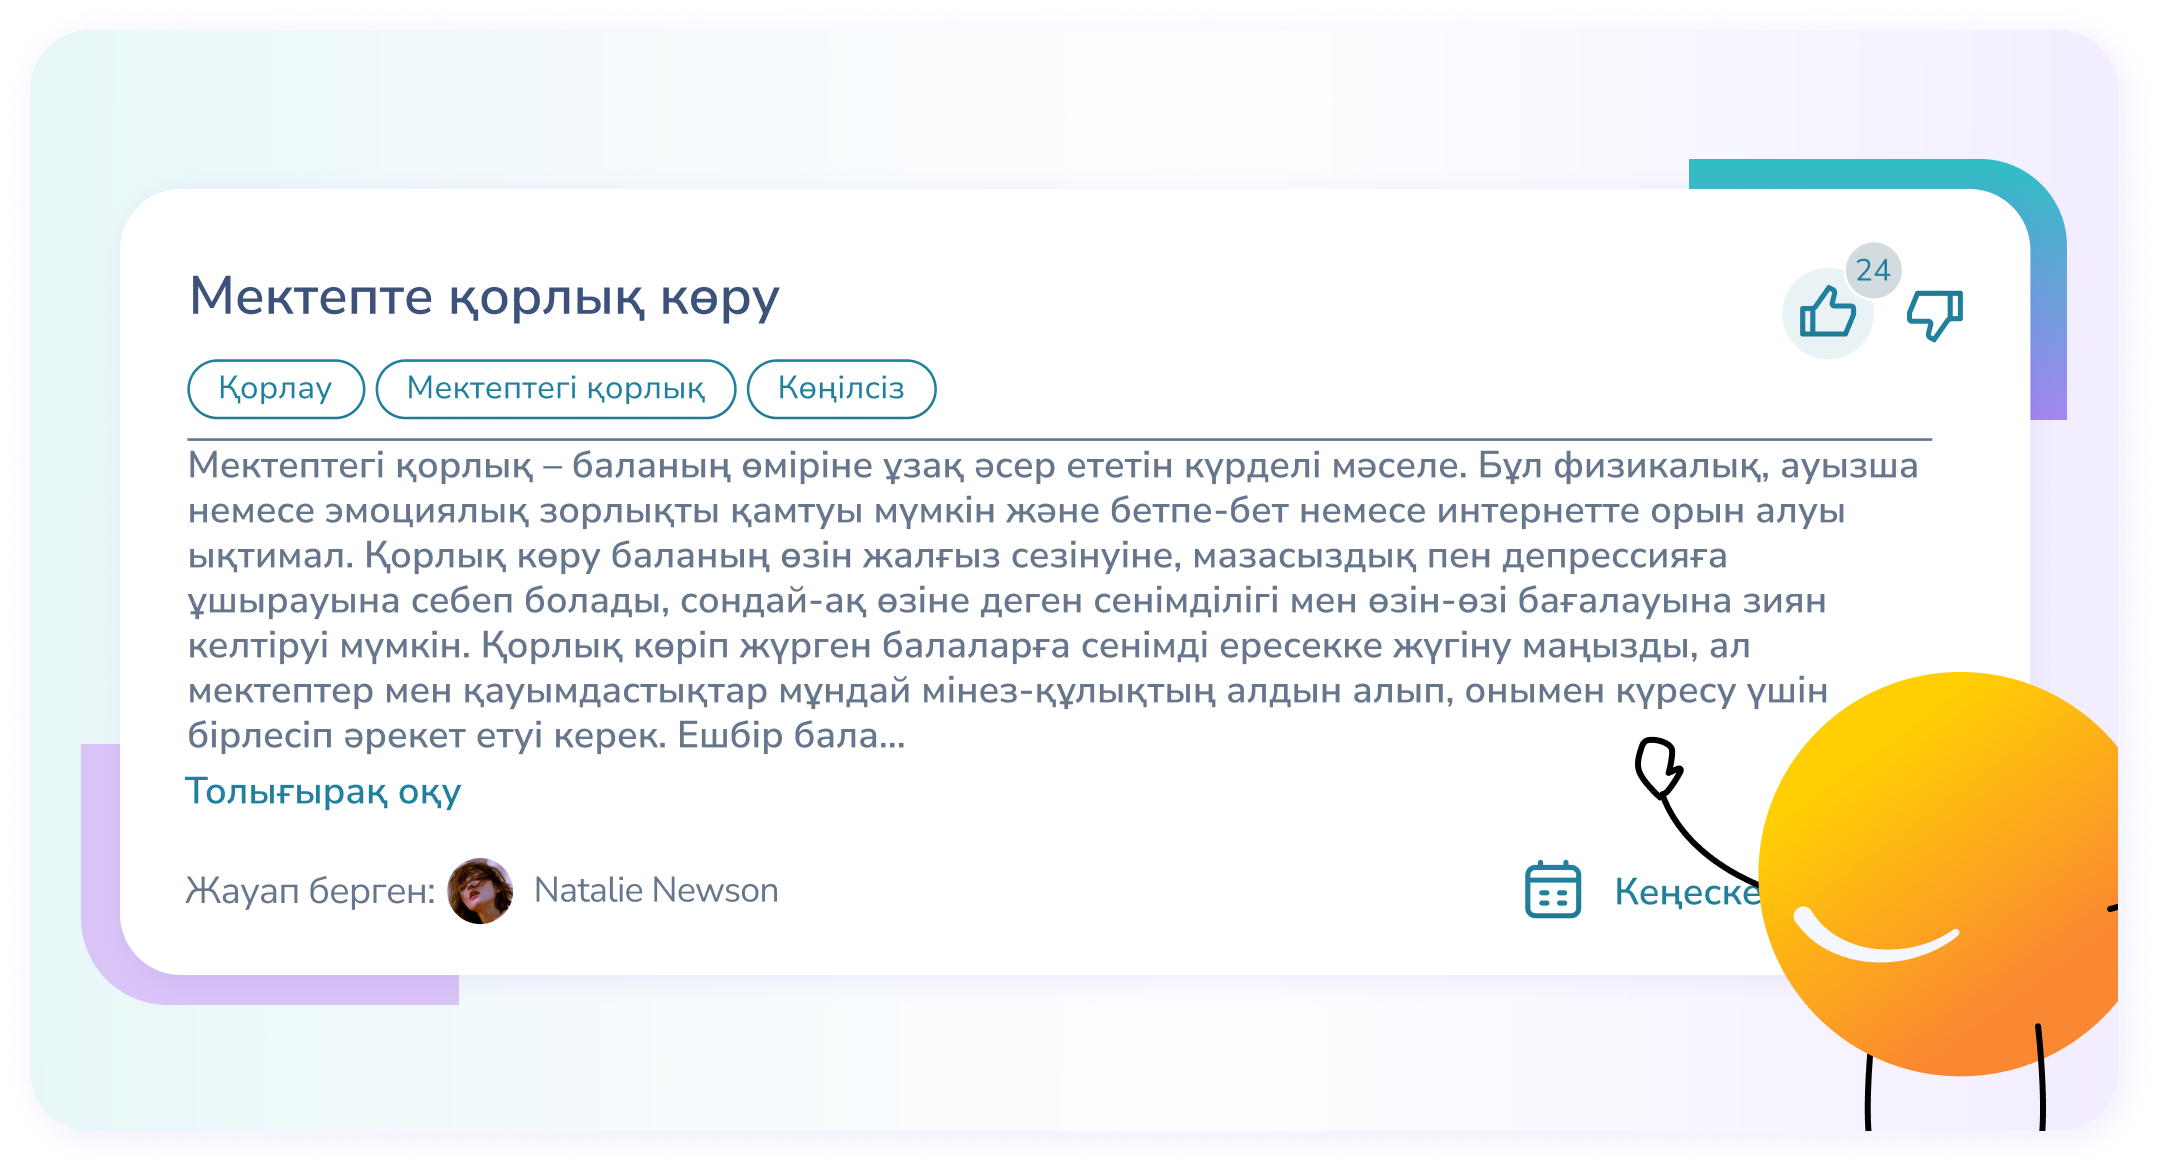 Мектепте қорлық көру
24
Қорлау
Мектептегі қорлық
Көңілсіз
Мектептегі қорлық – баланың өміріне ұзақ әсер ететін күрделі мәселе. Бұл физикалық, ауызша
немесе эмоциялық зорлықты қамтуы мүмкін және бетпе-бет немесе интернетте орын алуы
ықтимал. Қорлық көру баланың өзін жалғыз сезінуіне, мазасыздық пен депрессияға
ұшырауына себеп болады, сондай-ақ өзіне деген сенімділігі мен өзін-өзі бағалауына зиян
келтіруі мүмкін. Қорлық көріп жүрген балаларға сенімді ересекке жүгіну маңызды, ал
мектептер мен қауымдастықтар мұндай мінез-құлықтың алдын алып, онымен күресу үшін
бірлесіп әрекет етуі керек. Ешбір бала...
Толығырақ оқу
Жауап берген: Natalie Newson
Кеңеске